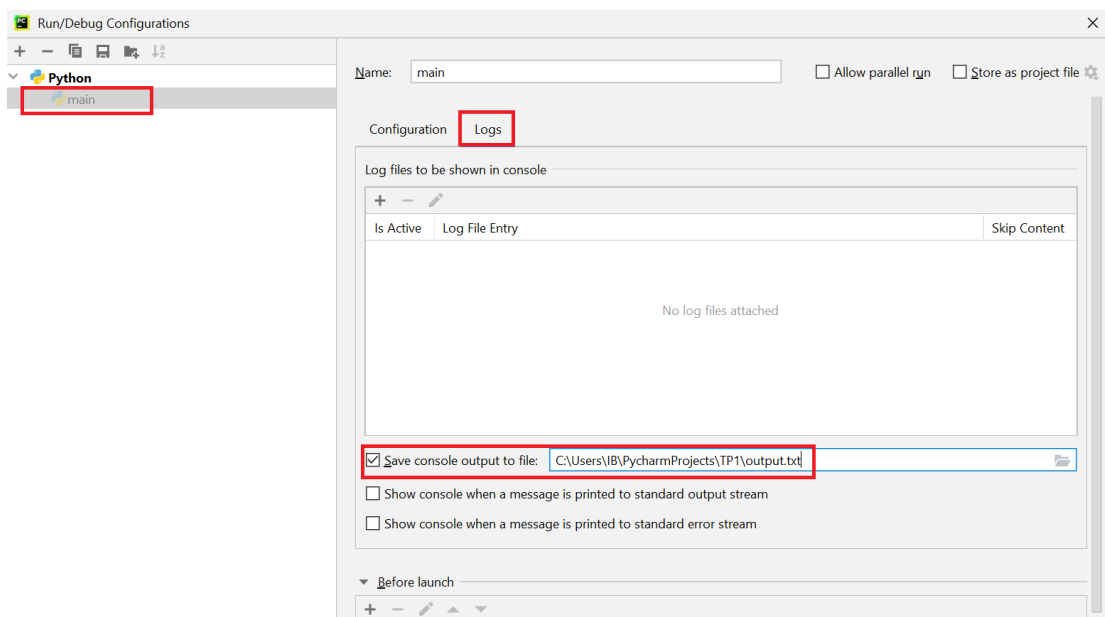 Run/Debug Configurations
Python
main
Name: main
Allow parallel run
Store as project file
Configuration
Logs
Log files to be shown in console
Is Active
Log File Entry
Skip Content
No log files attached
Save console output to file: C:\Users\IB\PycharmProjects\TP1\output.txt
Show console when a message is printed to standard output stream
Show console when a message is printed to standard error stream
Before launch